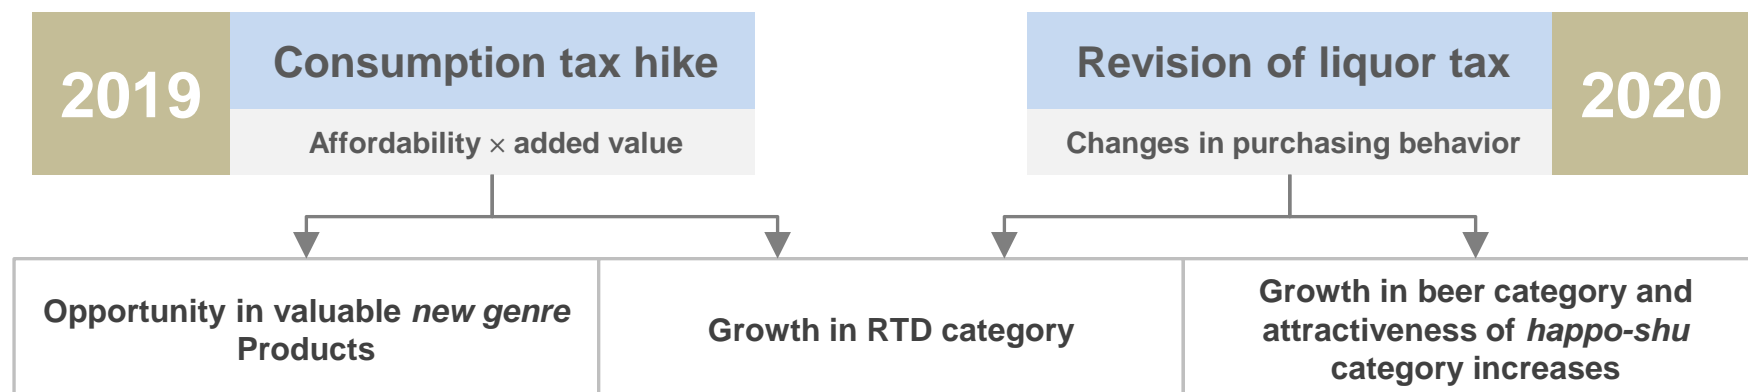 2019
Consumption tax hike
Affordability × added value
Revision of liquor tax
Changes in purchasing behavior
2020
Opportunity in valuable new genre
Products
Growth in RTD category
Growth in beer category and
attractiveness of happo-shu
category increases